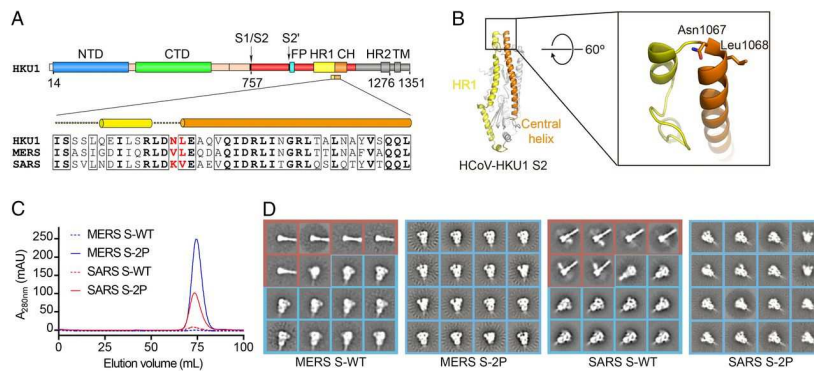 A
S1/S2 S2'
NTD CTD FP HR1 CH HR2 TM
HKU1
14 757 1276 1351
HKU1 ISSSLQEILSRLDNLEAQVQIDRLINGRLTALNAYVSQQL
MERS
SARS
B
60°
HR1
Central
helix
HCoV-HKU1 S2
Asn1067
Leu1068
C
MERS S-WT
MERS S-2P
SARS S-WT
SARS S-2P
A280nm (mAU)
250
200
150
100
50
0
0 25 50 75 100
Elution volume (mL)
D
MERS S-WT MERS S-2P SARS S-WT SARS S-2P